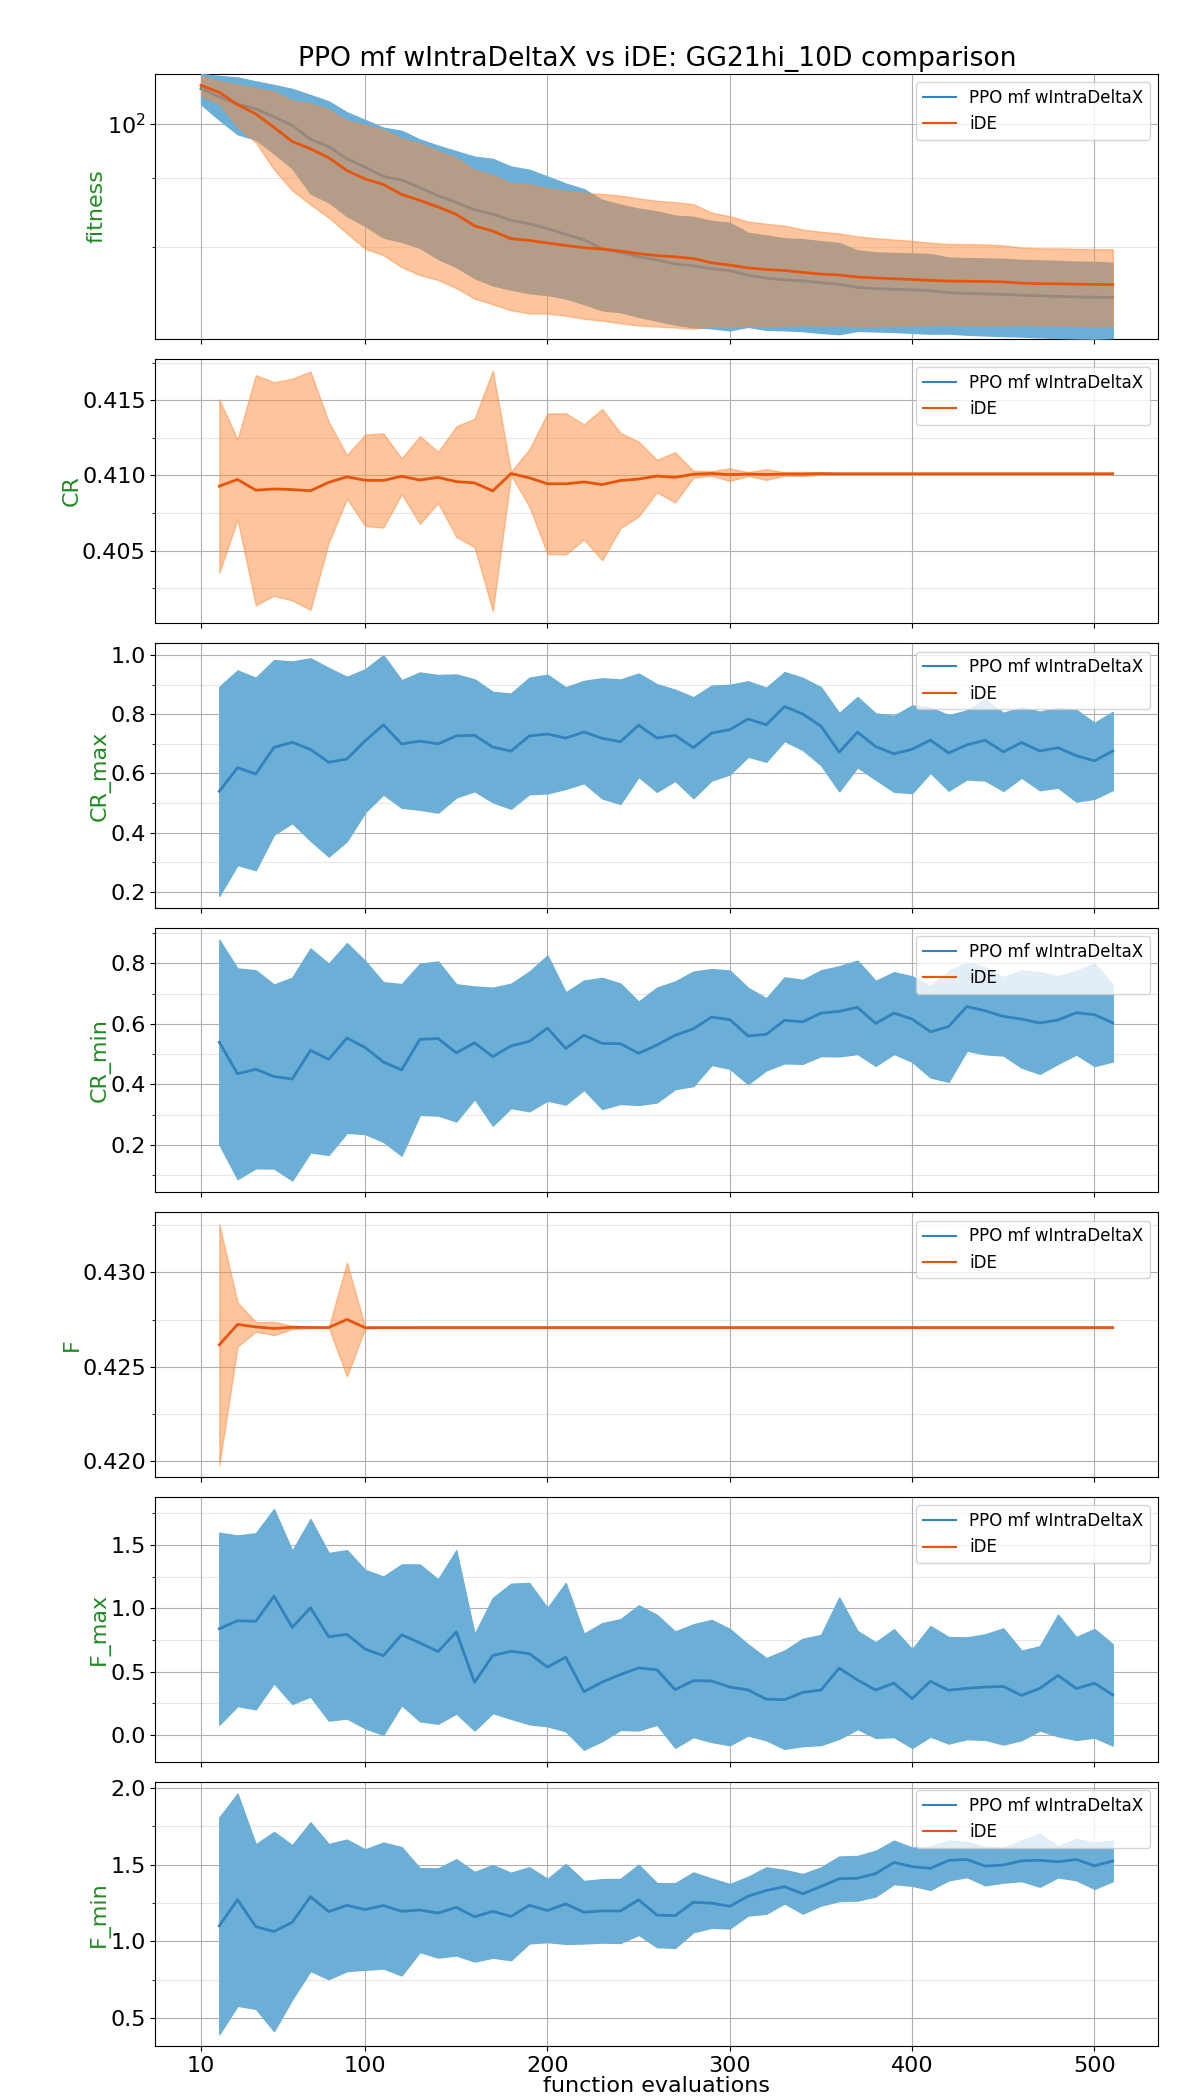 PPO mf wIntraDeltaX vs iDE: GG21hi_10D comparison
PPO mf wIntraDeltaX
iDE
10²
fitness
PPO mf wIntraDeltaX
iDE
0.415
0.410
0.405
CR
PPO mf wIntraDeltaX
iDE
1.0
0.8
0.6
0.4
0.2
CR_max
PPO mf wIntraDeltaX
iDE
0.8
0.6
0.4
0.2
CR_min
PPO mf wIntraDeltaX
iDE
0.430
0.425
0.420
F
PPO mf wIntraDeltaX
iDE
1.5
1.0
0.5
0.0
F_max
PPO mf wIntraDeltaX
iDE
2.0
1.5
1.0
0.5
F_min
10 100 200 300 400 500
function evaluations